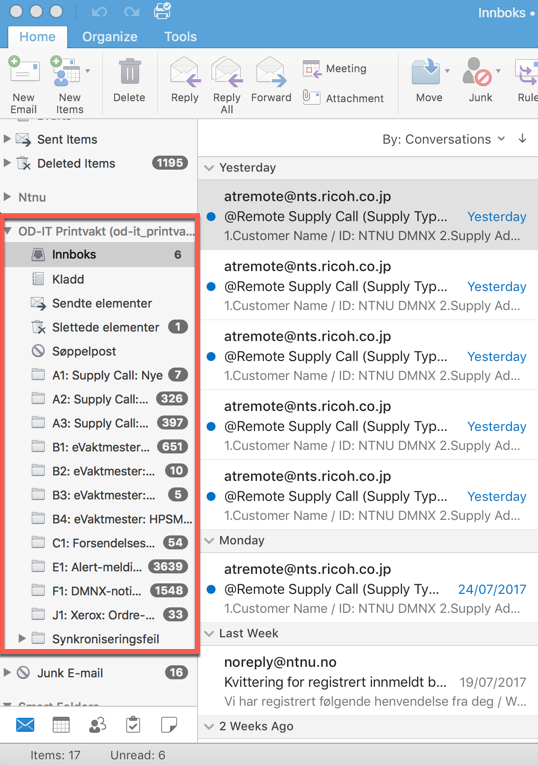 Innboks •
Home Organize Tools
New Email
New Items
Delete
Reply
Reply All
Forward
Meeting
Attachment
Move
Junk
Rule
Drafts
Sent Items
Deleted Items 1195
Ntnu
OD-IT Printvakt (od-it_printva...
Innboks 6
Kladd
Sendte elementer
Slettede elementer 1
Søppelpost
A1: Supply Call: Nye 7
A2: Supply Call:... 326
A3: Supply Call:... 397
B1: eVaktmester... 651
B2: eVaktmester:... 10
B3: eVaktmester:... 5
B4: eVaktmester: HPSM...
C1: Forsendelses... 54
E1: Alert-meldi... 3639
F1: DMNX-noti... 1548
J1: Xerox: Ordre-... 33
Synkroniseringsfeil
Junk E-mail 16
Smart Folders
By: Conversations
Yesterday
atremote@nts.ricoh.co.jp
@Remote Supply Call (Supply Typ... Yesterday
1.Customer Name / ID: NTNU DMNX 2.Supply Ad...
atremote@nts.ricoh.co.jp
@Remote Supply Call (Supply Typ... Yesterday
1.Customer Name / ID: NTNU DMNX 2.Supply Ad...
atremote@nts.ricoh.co.jp
@Remote Supply Call (Supply Typ... Yesterday
1.Customer Name / ID: NTNU DMNX 2.Supply Ad...
atremote@nts.ricoh.co.jp
@Remote Supply Call (Supply Typ... Yesterday
1.Customer Name / ID: NTNU DMNX 2.Supply Ad...
atremote@nts.ricoh.co.jp
@Remote Supply Call (Supply Typ... Yesterday
1.Customer Name / ID: NTNU DMNX 2.Supply Ad...
Monday
atremote@nts.ricoh.co.jp
@Remote Supply Call (Supply Ty... 24/07/2017
1.Customer Name / ID: NTNU DMNX 2.Supply Ad...
Last Week
noreply@ntnu.no
Kvittering for registrert innmeldt b... 19/07/2017
Vi har registrert følgende henvendelse fra deg / W...
2 Weeks Ago
Items: 17 Unread: 6